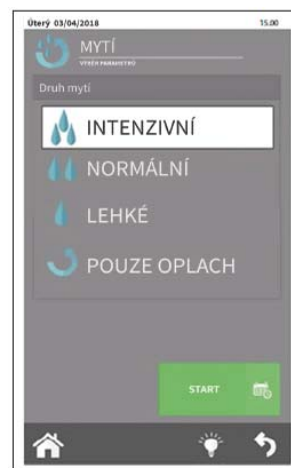 Úterý 03/04/2018 15.00
MYTÍ
VÝBĚR PARAMETRŮ
Druh mytí
INTENZIVNÍ
NORMÁLNÍ
LEHKÉ
POUZE OPLACH
START